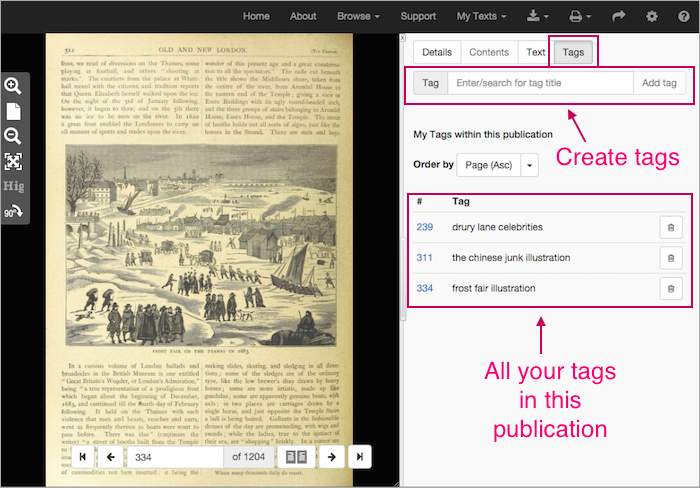 Home About Browse Support My Texts
Details Contents Text Tags
Tag Enter/search for tag title Add tag
Create tags
My Tags within this publication
Order by Page (Asc)
# Tag
239 drury lane celebrities
311 the chinese junk illustration
334 frost fair illustration
All your tags
in this
publication
Hig
90°
312 OLD AND NEW LONDON. [The Thames.
frost, we read of diversions on the Thames, some
playing at football, and others "shooting at
marks." The courtiers from the palace at White-
hall mixed with the citizens, and tradition reports
that Queen Elizabeth herself walked upon the ice.
On the night of the 5th of January following,
however, it began to thaw, and on the 5th there
was no ice to be seen on the river. In 1620
a great frost enabled the Londoners to carry on
all manner of sports and trades upon the river.
wonder of this present age and a great consterna-
tion to all the spectators." The rude cut beneath
the title shows the Middlesex shore, taken from
the centre of the river, from Arundel House to
the eastern end of the Temple; giving a view of
Essex Buildings with its ugly round-headed arch,
and the three groups of stairs belonging to Arundel
House, Essex House, and the Temple. The street
of booths build out all sorts of signs, just like the
houses in the Strand. There are men and boys
FROST FAIR ON THE THAMES IN 1683.
In a curious volume of London ballads and
broadsides in the British Museum is one entitled
"Great Britain's Wonder, or London's Admiration,"
being "a true representation of a prodigious frost
which began about the beginning of December,
1683, and continued till the fourth day of February
following. It held on the Thames with such
violence that men and beasts, coaches and carts,
went as frequently thereon as boats were wont to
pass before. There was also" (continues the
writer) "a street of booths built from the Temple
of commodities not here inserted: it being the
making slides, skating, and sledging in all direc-
tions; some of the sledges are of the ordinary
type, like the low brewer's dray drawn by heavy
horses; some are more artistic, made up like
gondolas; some are apparently genuine boats, with
sails; in two places are carriages drawn by a
single horse, and just opposite the Temple Stairs
a bull is being baited. Gallants in the fashionable
dresses of the day are promenading, with wigs and
swords; while the ladies, true to the instinct of
their sex, are "shopping" briskly. In a corner are
Where many thousands daily do resort.
334 of 1204